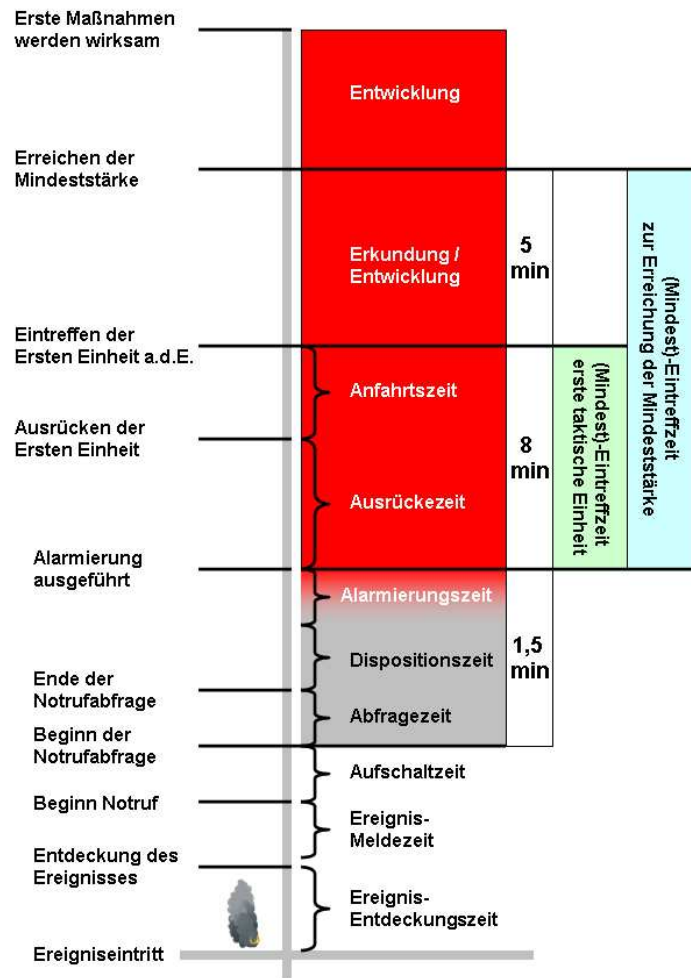 Erste Maßnahmen
werden wirksam
Entwicklung
Erreichen der
Mindeststärke
Erkundung /
Entwicklung
5
min
(Mindest)-Eintreffzeit
zur Erreichung der Mindeststärke
Eintreffen der
Ersten Einheit a.d.E.
Anfahrtszeit
Ausrücken der
Ersten Einheit
8
min
(Mindest)-Eintreffzeit
erste taktische Einheit
Ausrückezeit
Alarmierung
ausgeführt
Alarmierungszeit
1,5
min
Dispositionszeit
Ende der
Notrufabfrage
Abfragezeit
Beginn der
Notrufabfrage
Aufschaltzeit
Beginn Notruf
Ereignis-
Meldezeit
Entdeckung des
Ereignisses
Ereignis-
Entdeckungszeit
Ereigniseintritt